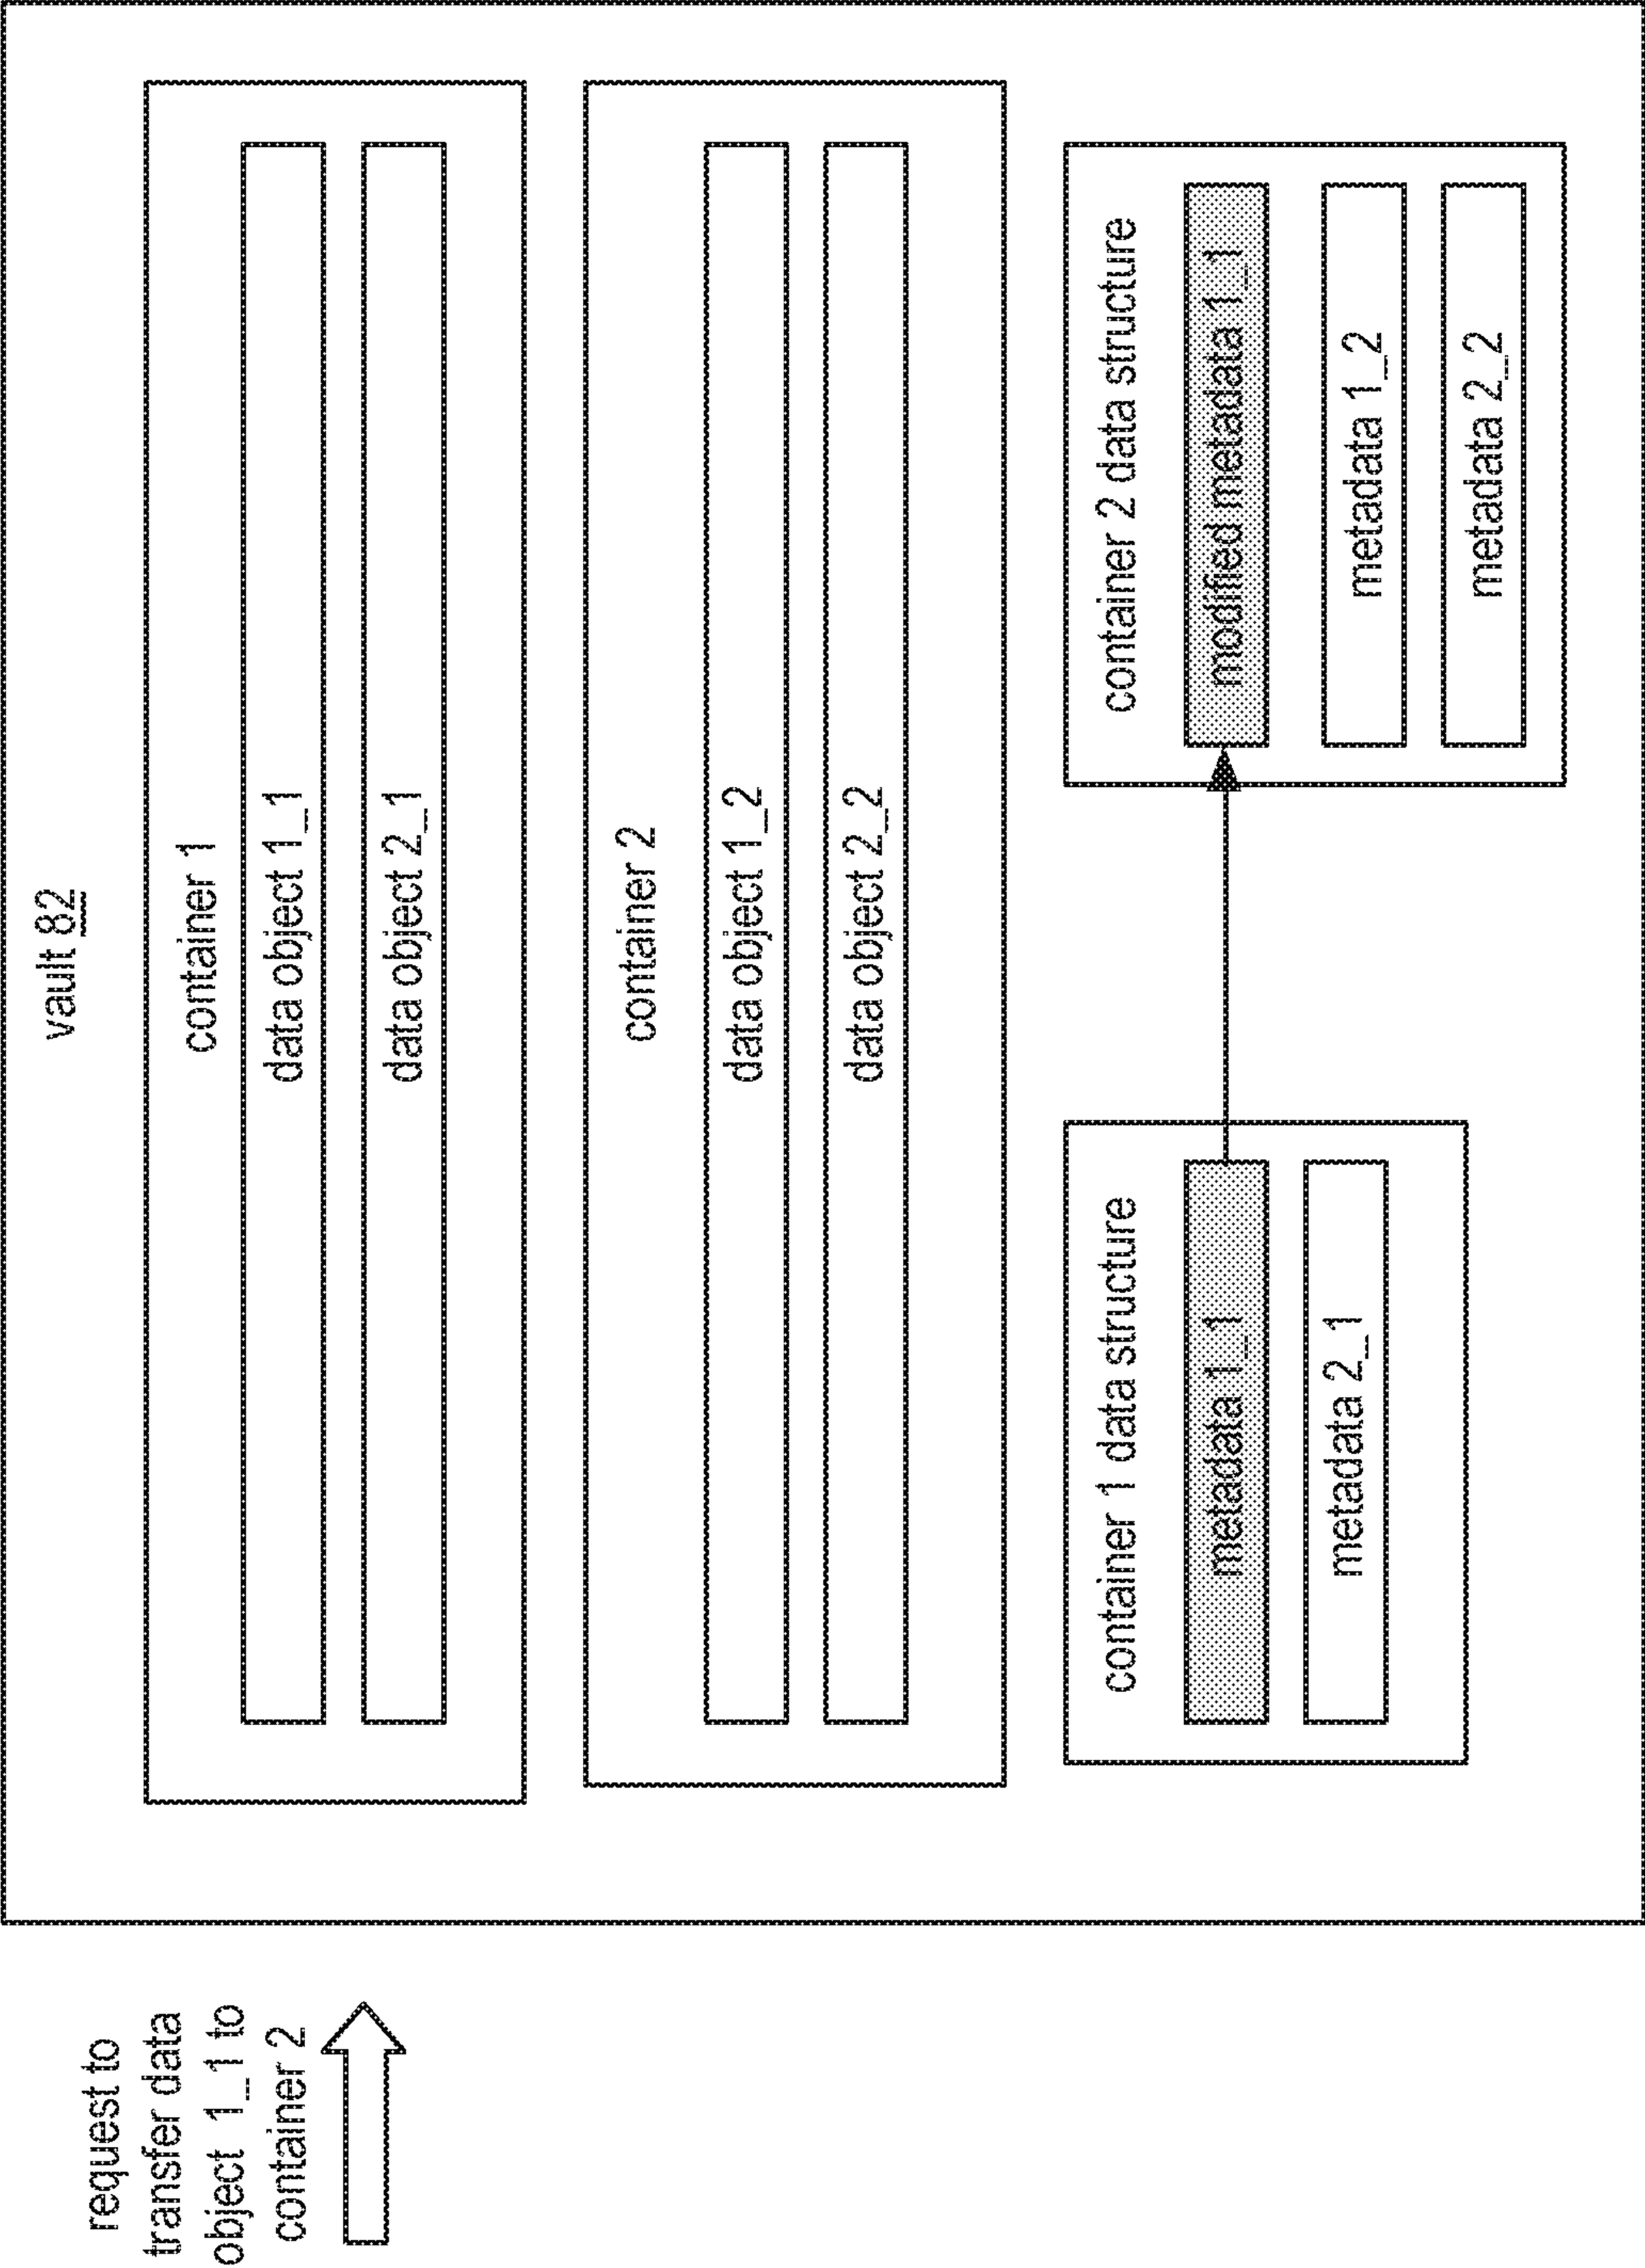 request to
transfer data
object 1_1 to
container 2
vault 82
container 1
data object 1_1
data object 2_1
container 2
data object 1_2
data object 2_2
container 1 data structure
metadata 1_1
metadata 2_1
container 2 data structure
modified metadata 1_1
metadata 1_2
metadata 2_2